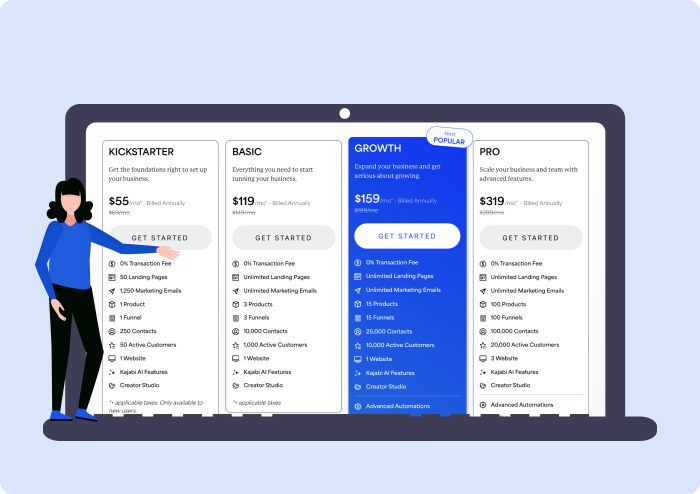 KICKSTARTER
Get the foundations right to set up
your business.
$55/mo* - Billed Annually
$69/mo
GET STARTED
0% Transaction Fee
50 Landing Pages
1,250 Marketing Emails
1 Product
1 Funnel
250 Contacts
50 Active Customers
1 Website
Kajabi AI Features
Creator Studio
*+ applicable taxes. Only available to
new users.
BASIC
Everything you need to start
running your business.
$119/mo* - Billed Annually
$149/mo
GET STARTED
0% Transaction Fee
Unlimited Landing Pages
Unlimited Marketing Emails
3 Products
3 Funnels
10,000 Contacts
1,000 Active Customers
1 Website
Kajabi AI Features
Creator Studio
*+ applicable taxes
Most
POPULAR
GROWTH
Expand your business and get
serious about growing.
$159/mo* - Billed Annually
$199/mo
GET STARTED
0% Transaction Fee
Unlimited Landing Pages
Unlimited Marketing Emails
15 Products
15 Funnels
25,000 Contacts
10,000 Active Customers
1 Website
Kajabi AI Features
Creator Studio
Advanced Automations
PRO
Scale your business and team with
advanced features.
$319/mo* - Billed Annually
$399/mo
GET STARTED
0% Transaction Fee
Unlimited Landing Pages
Unlimited Marketing Emails
100 Products
100 Funnels
100,000 Contacts
20,000 Active Customers
3 Website
Kajabi AI Features
Creator Studio
Advanced Automations